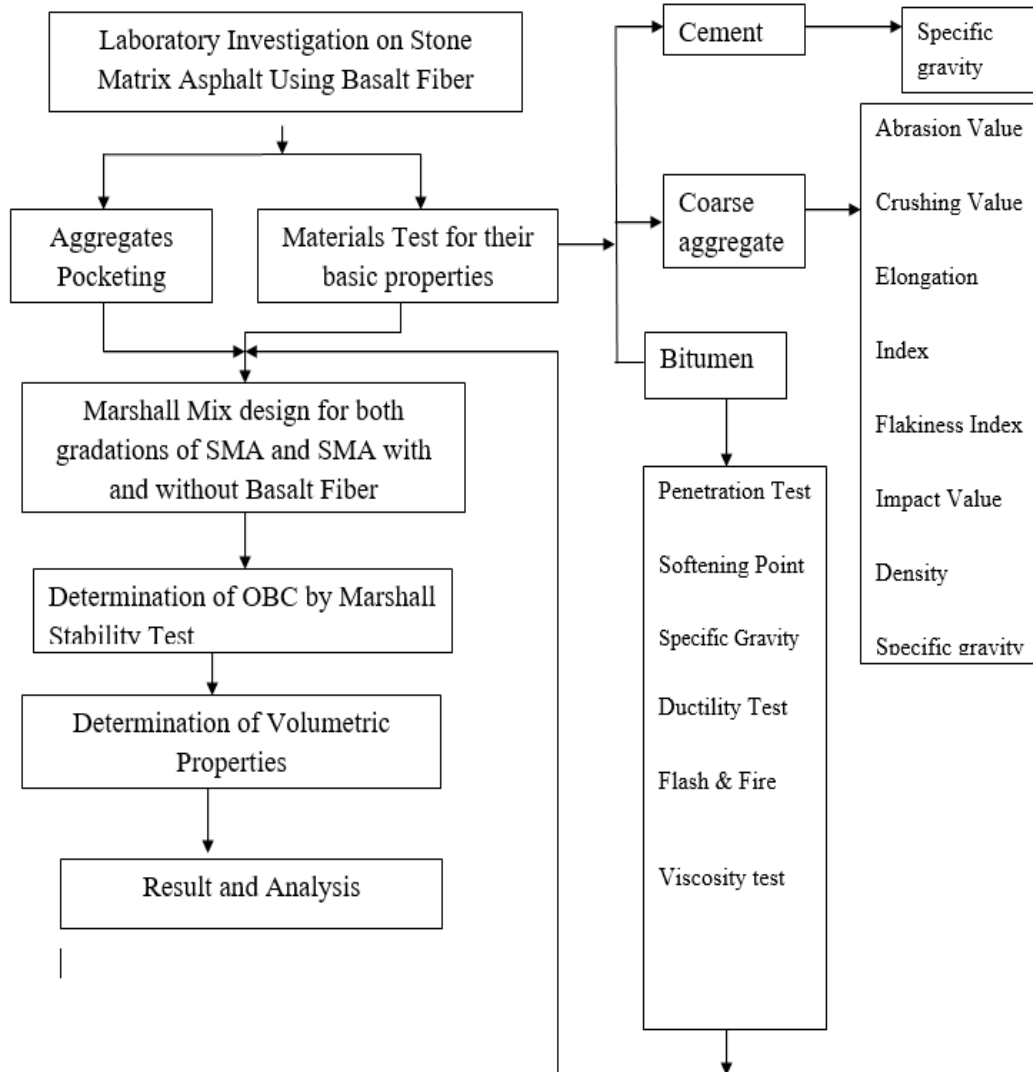 Laboratory Investigation on Stone
Matrix Asphalt Using Basalt Fiber
Cement
Specific
gravity
Aggregates
Pocketing
Materials Test for their
basic properties
Coarse
aggregate
Abrasion Value
Crushing Value
Elongation
Index
Flakiness Index
Impact Value
Density
Specific gravity
Bitumen
Marshall Mix design for both
gradations of SMA and SMA with
and without Basalt Fiber
Penetration Test
Softening Point
Specific Gravity
Ductility Test
Flash & Fire
Viscosity test
Determination of OBC by Marshall
Stability Test
Determination of Volumetric
Properties
Result and Analysis